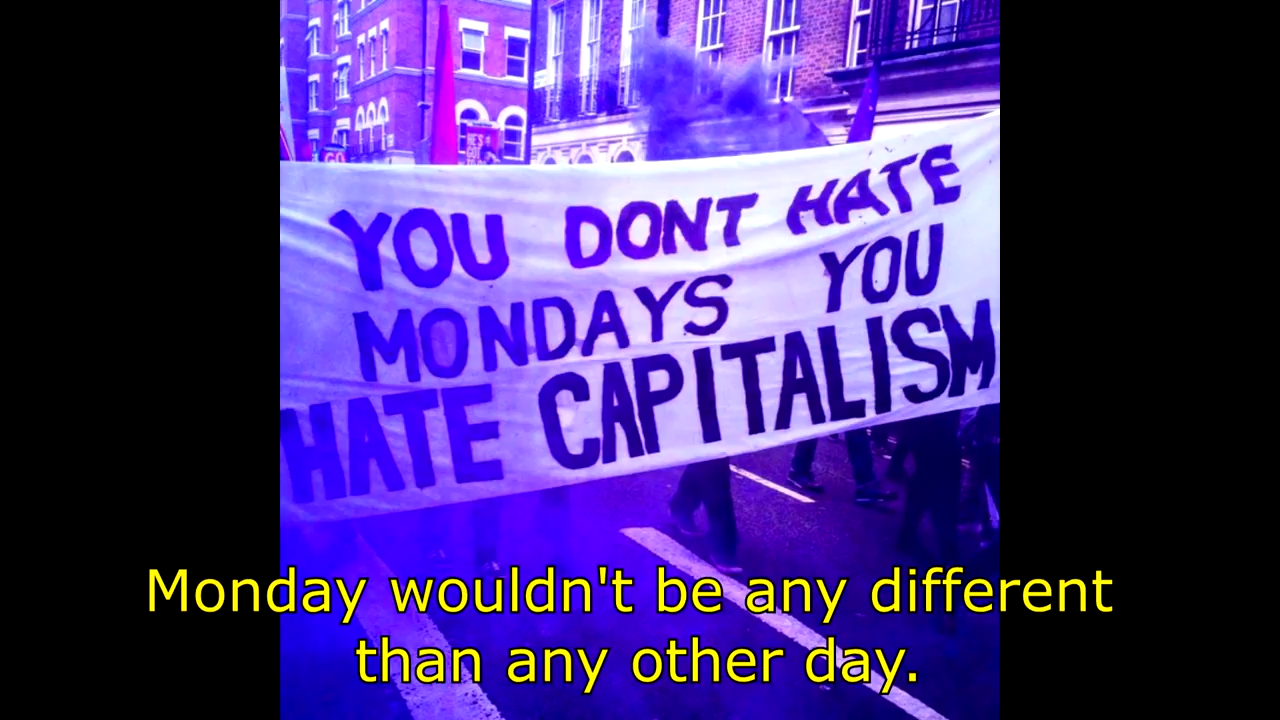 YOU DONT HATE
MONDAYS YOU
HATE CAPITALISM
Monday wouldn't be any different
than any other day.